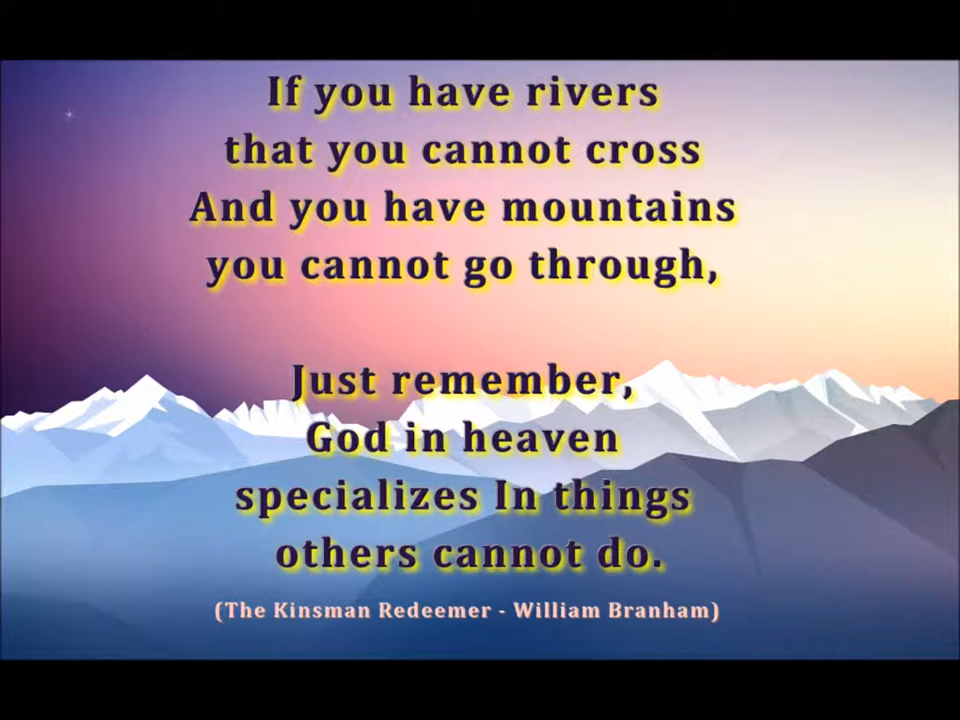 If you have rivers
that you cannot cross
And you have mountains
you cannot go through,
Just remember,
God in heaven
specializes In things
others cannot do.
(The Kinsman Redeemer - William Branham)